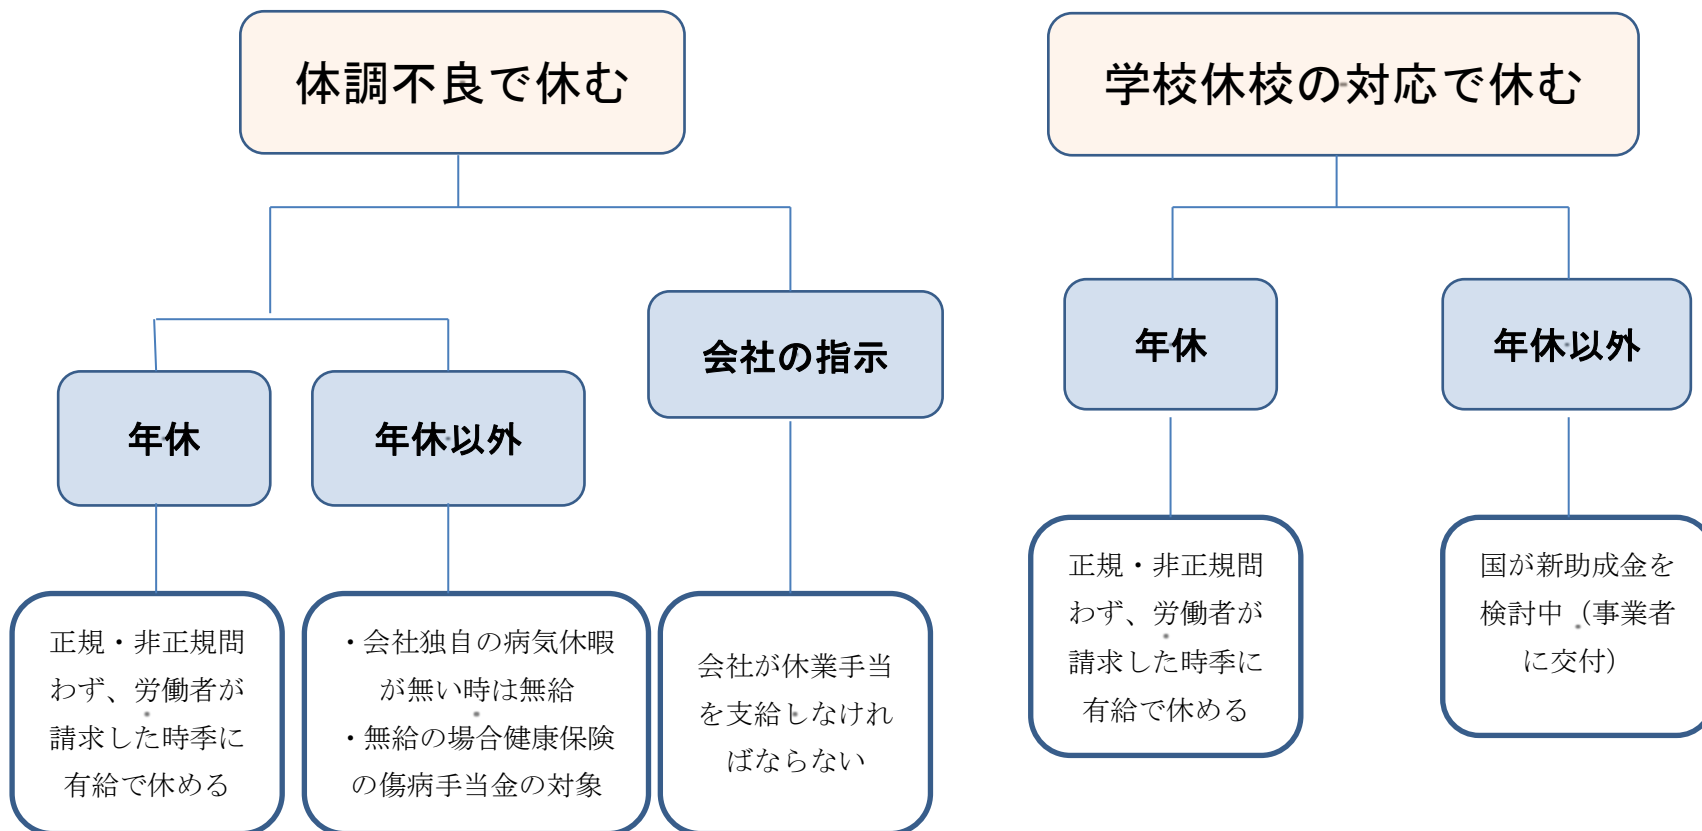 体調不良で休む
学校休校の対応で休む
会社の指示
年休
年休以外
年休
年休以外
正規・非正規問
わず、労働者が
請求した時季に
有給で休める
・会社独自の病気休暇
が無い時は無給
・無給の場合健康保険
の傷病手当金の対象
会社が休業手当
を支給しなけれ
ばならない
正規・非正規問
わず、労働者が
請求した時季に
有給で休める
国が新助成金を
検討中（事業者
に交付）